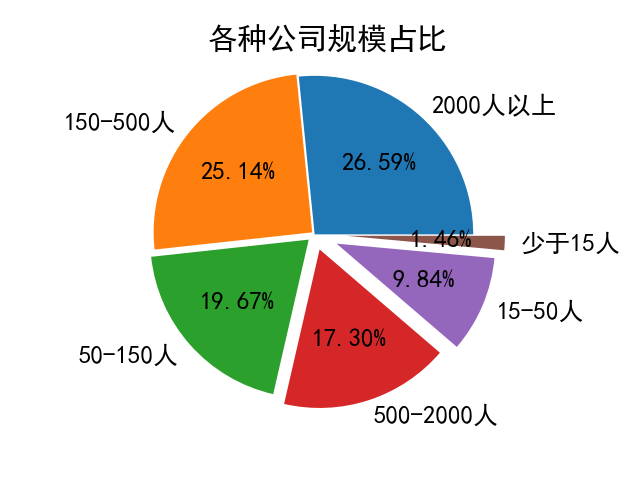 各种公司规模占比
2000人以上
150-500人
26.59%
25.14%
1.46%
少于15人
9.84%
19.67%
15-50人
17.30%
50-150人
500-2000人